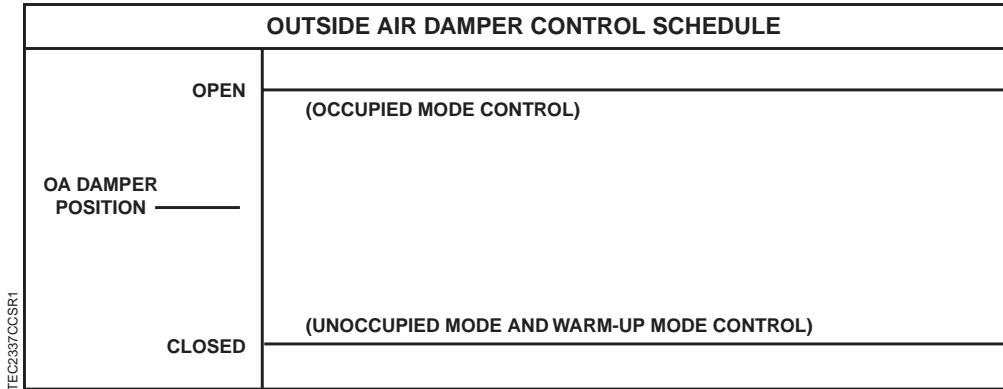 OUTSIDE AIR DAMPER CONTROL SCHEDULE
OPEN
(OCCUPIED MODE CONTROL)
OA DAMPER
POSITION
(UNOCCUPIED MODE AND WARM-UP MODE CONTROL)
CLOSED
TEC2337CCSR1